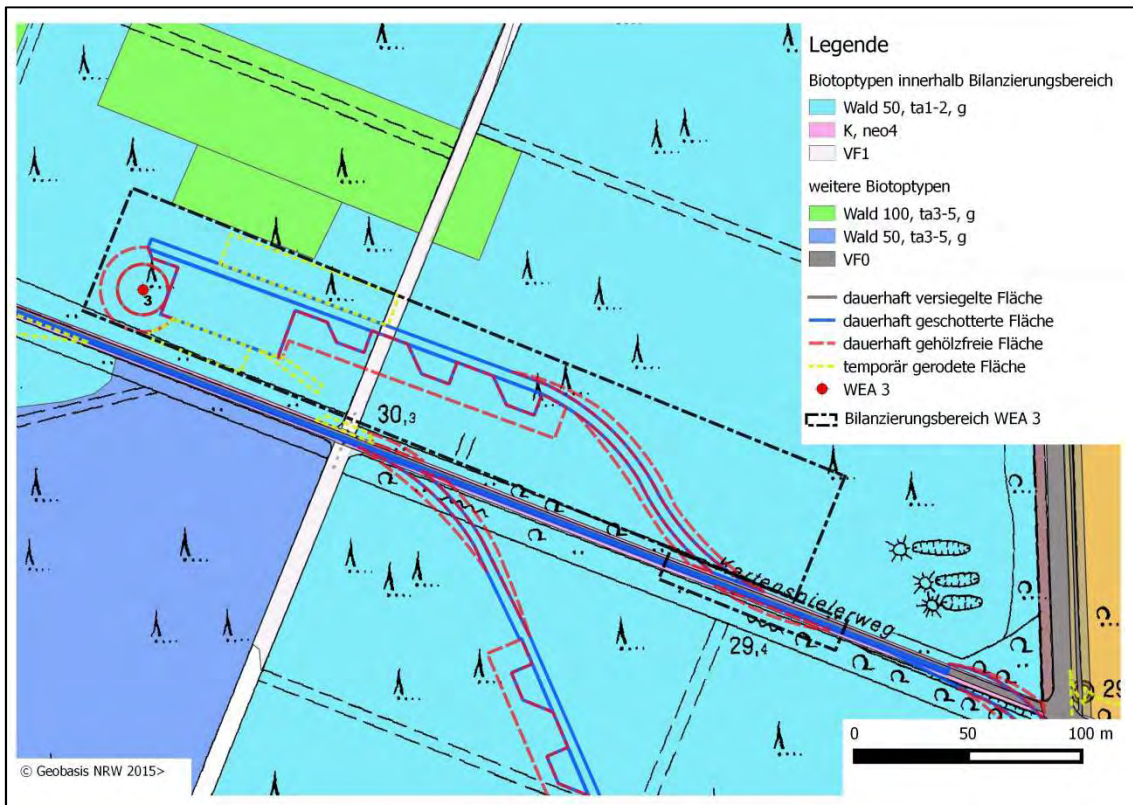 Legende
Biotoptypen innerhalb Bilanzierungsbereich
Wald 50, ta1-2, g
K, neo4
VF1
weitere Biotoptypen
Wald 100, ta3-5, g
Wald 50, ta3-5, g
VF0
dauerhaft versiegelte Fläche
dauerhaft geschotterte Fläche
dauerhaft gehölzfreie Fläche
temporär gerodete Fläche
WEA 3
Bilanzierungsbereich WEA 3
3
30,3
Kartenspielerweg
29,4
29
0 50 100 m
© Geobasis NRW 2015>